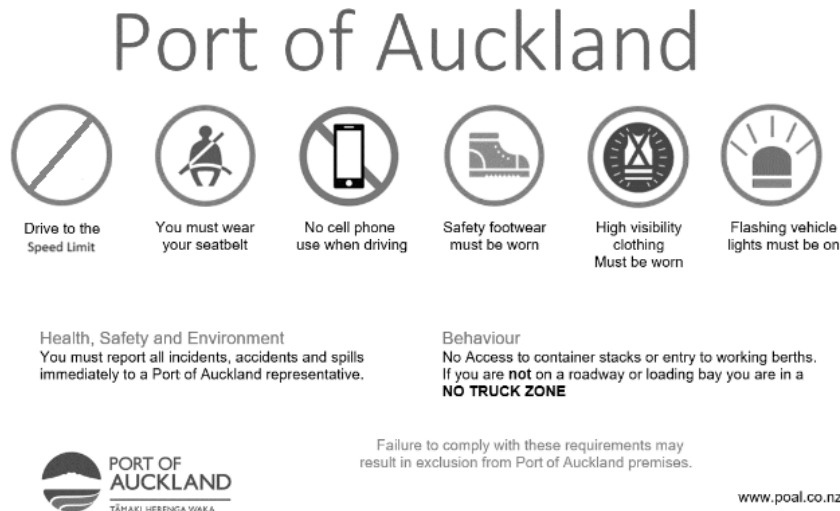 Port of Auckland
Drive to the
Speed Limit
You must wear
your seatbelt
No cell phone
use when driving
Safety footwear
must be worn
High visibility
clothing
Must be worn
Flashing vehicle
lights must be on
Health, Safety and Environment
You must report all incidents, accidents and spills
immediately to a Port of Auckland representative.
Behaviour
No Access to container stacks or entry to working berths.
If you are not on a roadway or loading bay you are in a
NO TRUCK ZONE
Failure to comply with these requirements may
result in exclusion from Port of Auckland premises.
PORT OF
AUCKLAND
TĀMAKI HERENGA WAKA
www.poal.co.nz